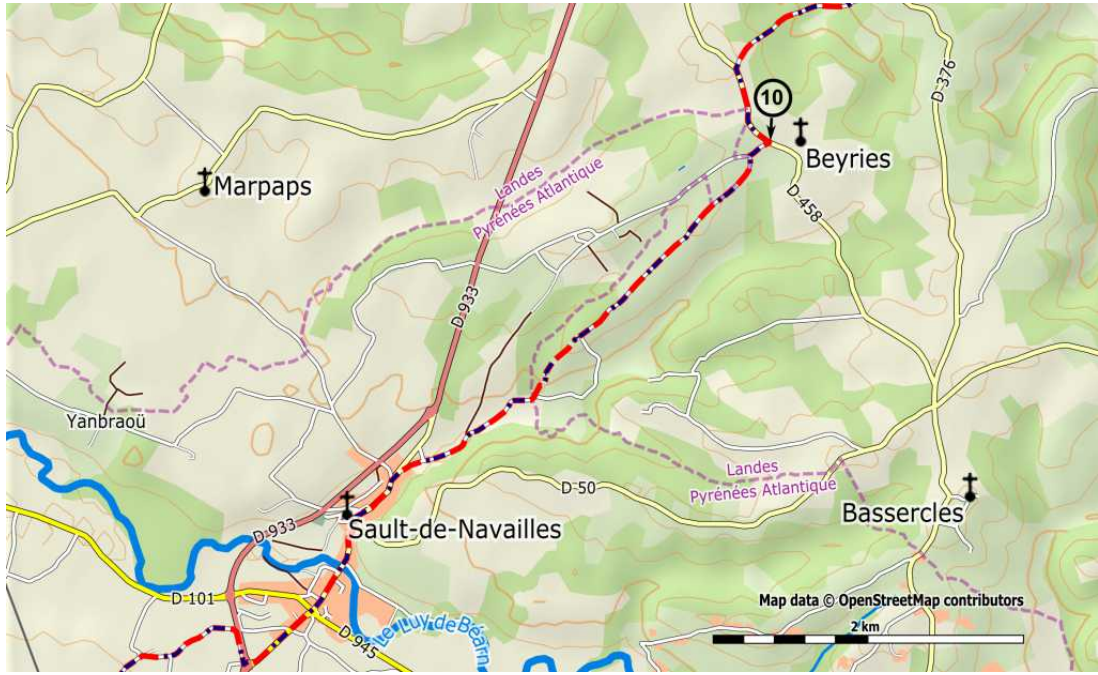 D 376
10
Beyries
Marpaps
Landes
Pyrénées Atlantique
D 458
D 933
Yanbraoü
Landes
Pyrénées Atlantique
D 50
Bassercles
D 933
Sault-de-Navailles
D 101
D 945
Le Luy de Béarn
Map data © OpenStreetMap contributors
2 km